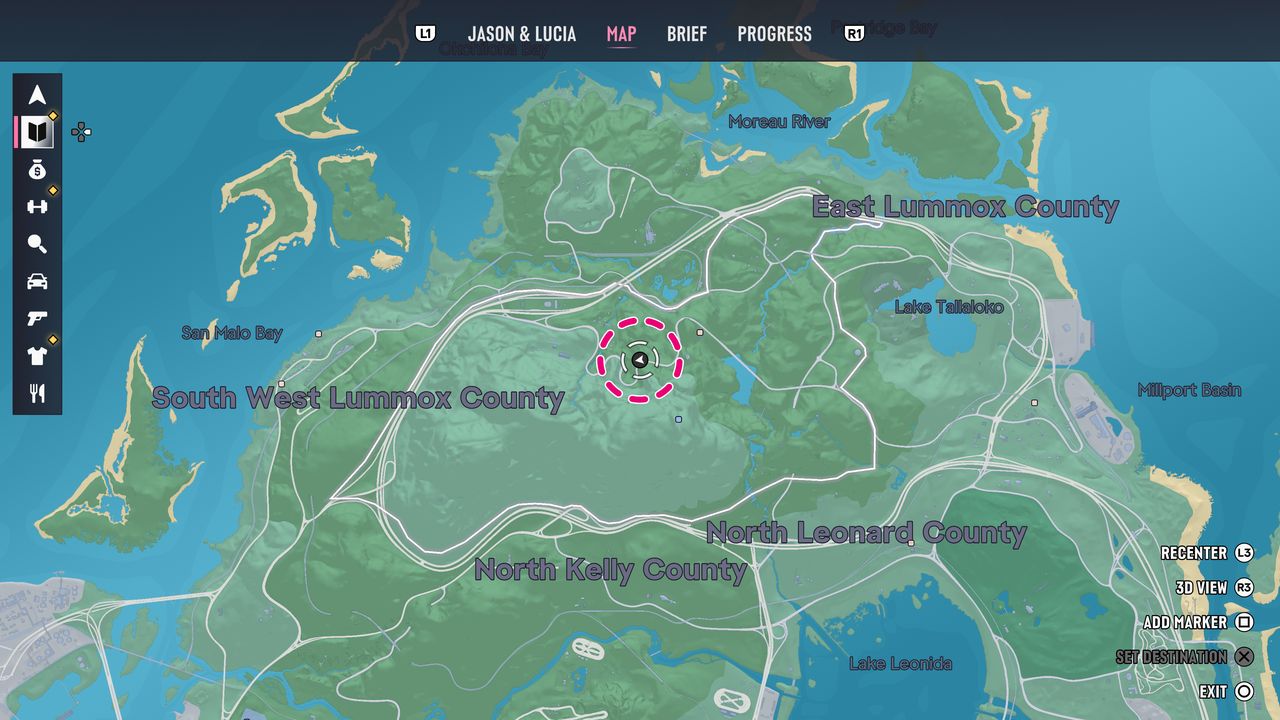 L1 JASON & LUCIA MAP BRIEF PROGRESS R1
Moreau River
East Lummox County
Lake Tallaloko
San Malo Bay
Millport Basin
South West Lummox County
North Leonard County
RECENTER L3
North Kelly County
3D VIEW R3
ADD MARKER
Lake Leonida
SET DESTINATION
EXIT